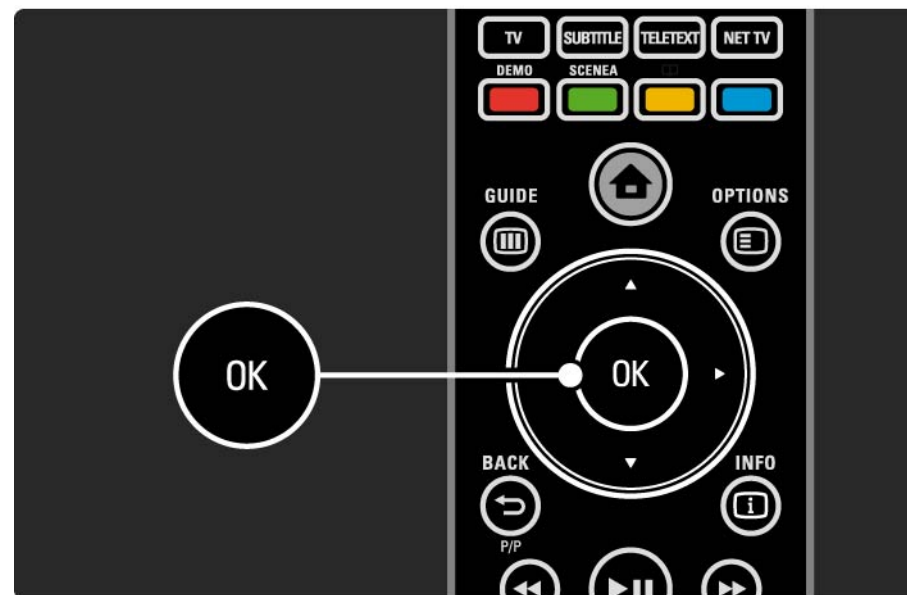 TV SUBTITLE TELETEXT NET TV
DEMO SCENEA
GUIDE OPTIONS
OK OK
BACK INFO
P/P